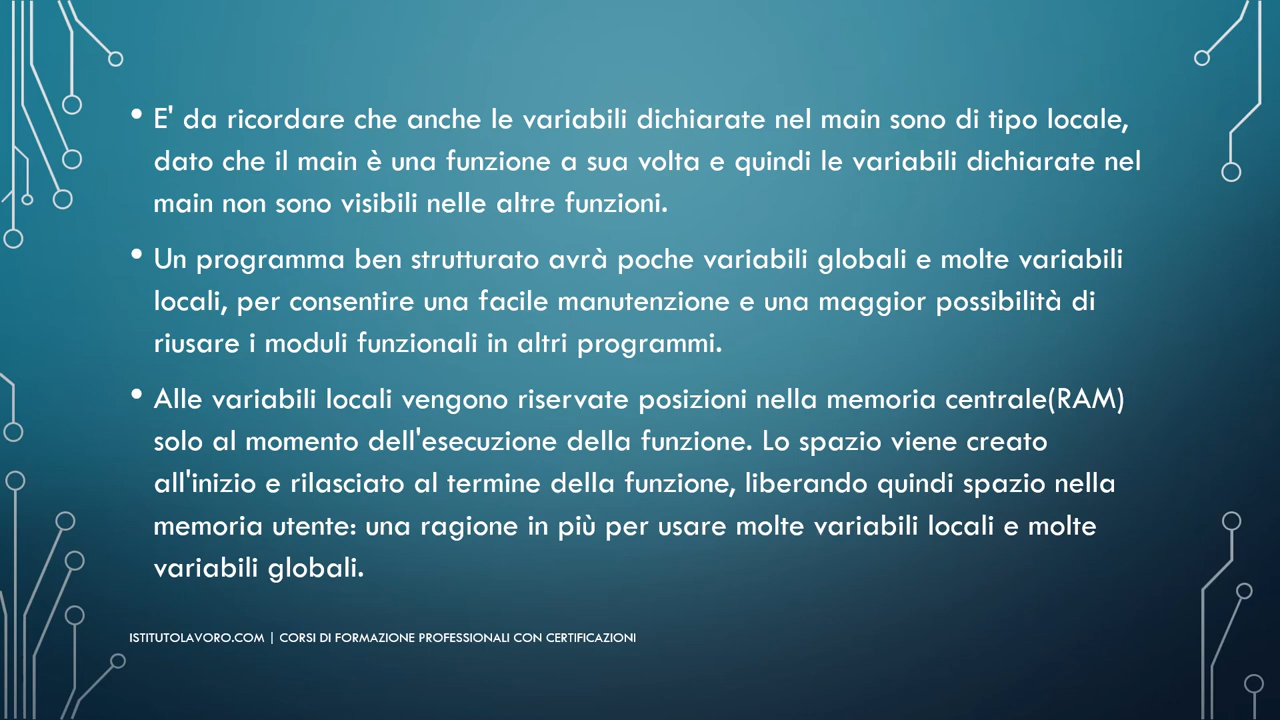 • E' da ricordare che anche le variabili dichiarate nel main sono di tipo locale,
dato che il main è una funzione a sua volta e quindi le variabili dichiarate nel
main non sono visibili nelle altre funzioni.
• Un programma ben strutturato avrà poche variabili globali e molte variabili
locali, per consentire una facile manutenzione e una maggior possibilità di
riusare i moduli funzionali in altri programmi.
• Alle variabili locali vengono riservate posizioni nella memoria centrale(RAM)
solo al momento dell'esecuzione della funzione. Lo spazio viene creato
all'inizio e rilasciato al termine della funzione, liberando quindi spazio nella
memoria utente: una ragione in più per usare molte variabili locali e molte
variabili globali.
ISTITUTOLAVORO.COM | CORSI DI FORMAZIONE PROFESSIONALI CON CERTIFICAZIONI